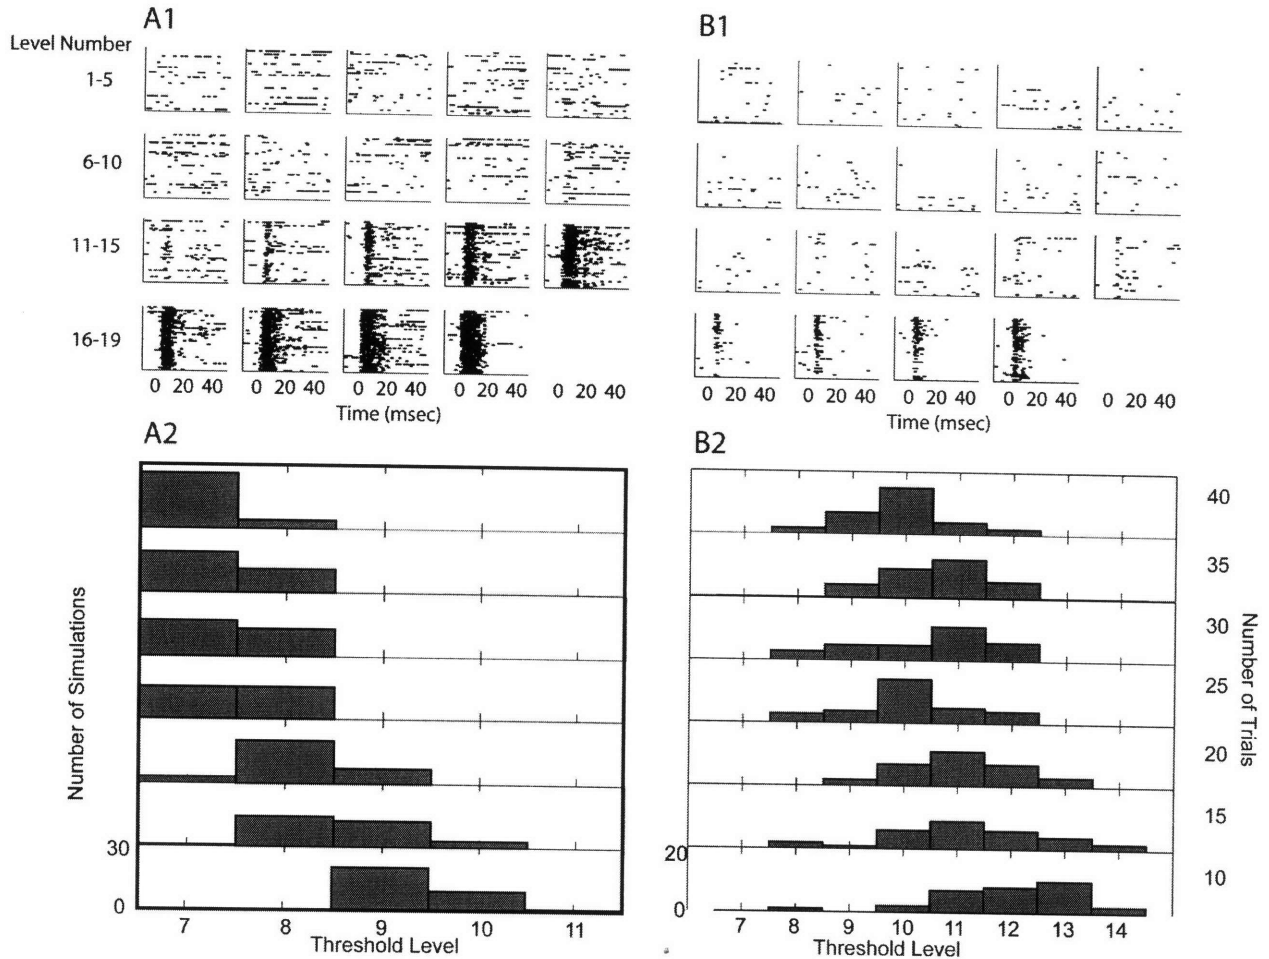 A1
B1
Level Number
1-5
6-10
11-15
16-19
0 20 40 0 20 40 0 20 40 0 20 40 0 20 40
Time (msec)
0 20 40 0 20 40 0 20 40 0 20 40 0 20 40
Time (msec)
A2
Number of Simulations
30
0
7 8 9 10 11
Threshold Level
B2
40
35
30
25
20
15
10
Number of Trials
20
0
7 8 9 10 11 12 13 14
Threshold Level